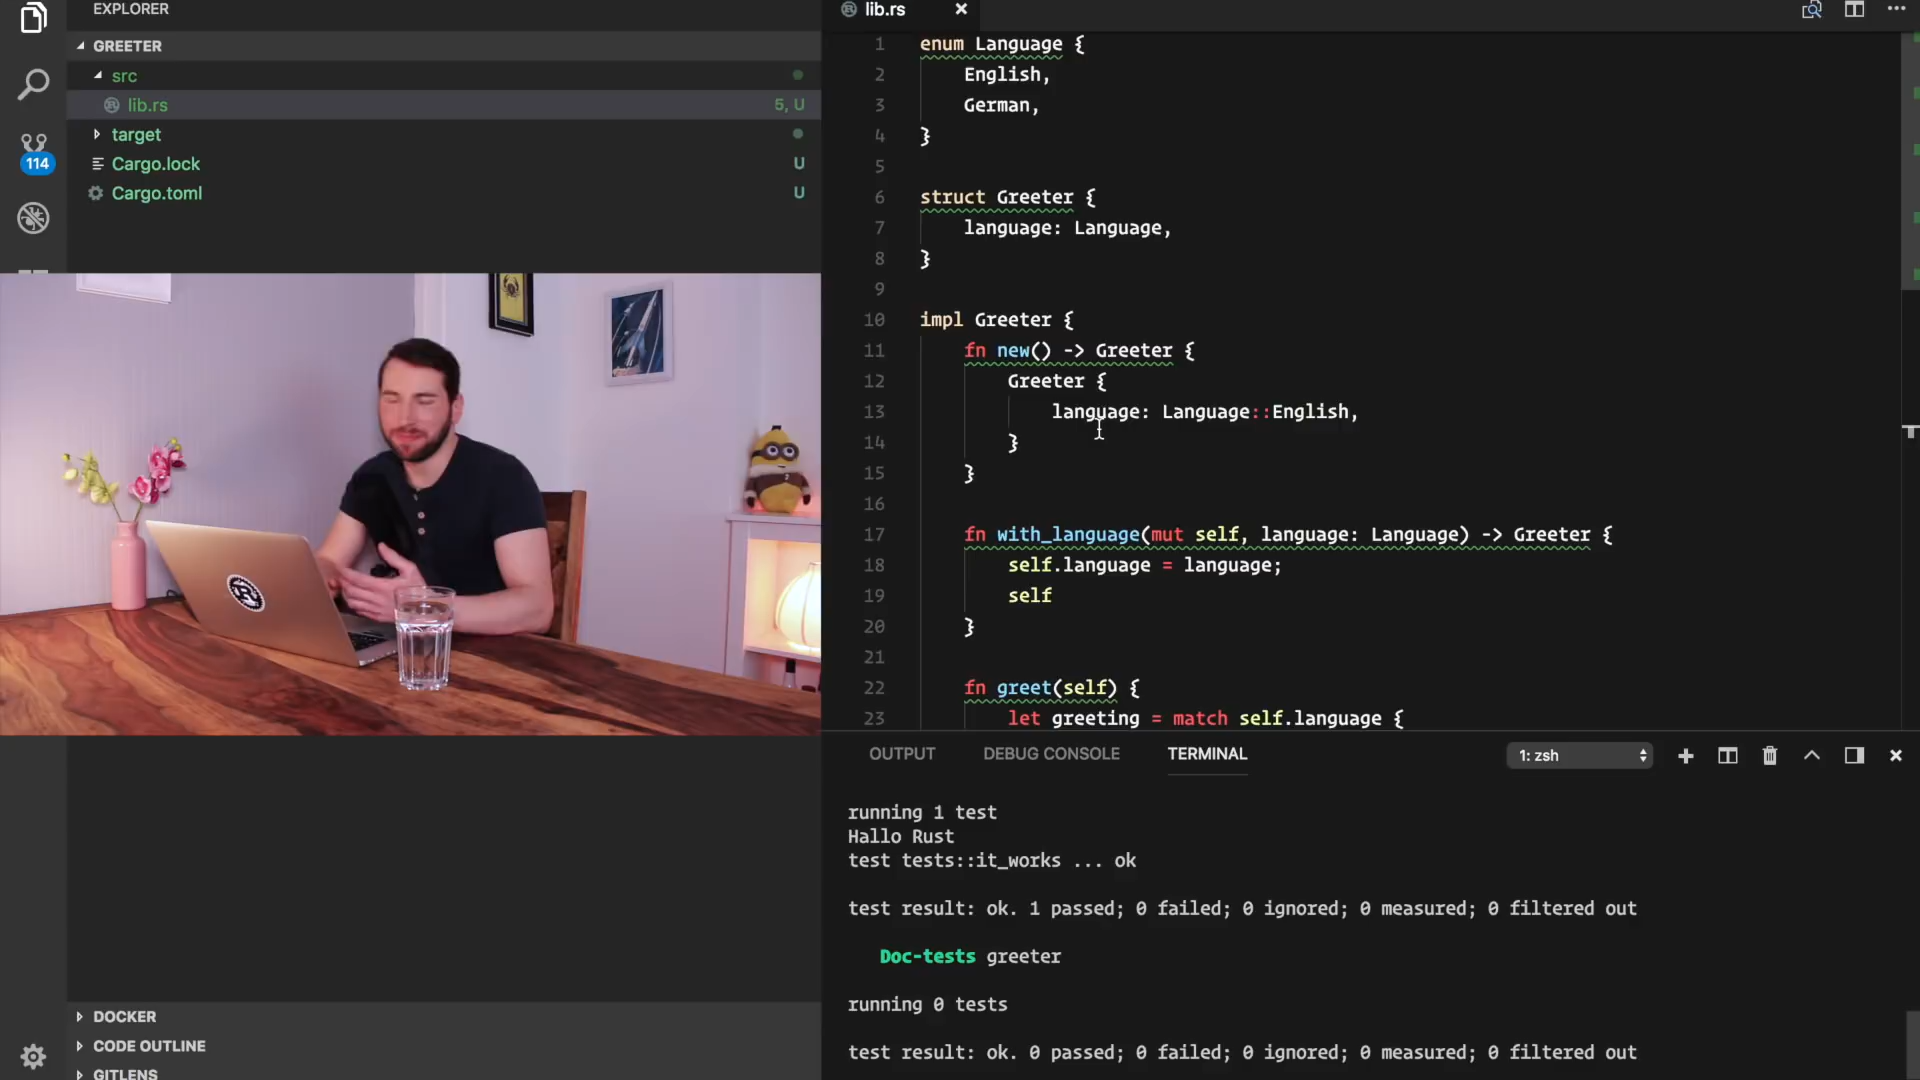 EXPLORER
GREETER
src
lib.rs
5, U
target
Cargo.lock
U
Cargo.toml
U
114
DOCKER
CODE OUTLINE
GITLENS
lib.rs
1 enum Language {
2 English,
3 German,
4 }
5
6 struct Greeter {
7 language: Language,
8 }
9
10 impl Greeter {
11 fn new() -> Greeter {
12 Greeter {
13 language: Language::English,
14 }
15 }
16
17 fn with_language(mut self, language: Language) -> Greeter {
18 self.language = language;
19 self
20 }
21
22 fn greet(self) {
23 let greeting = match self.language {
OUTPUT DEBUG CONSOLE TERMINAL 1: zsh
running 1 test
Hallo Rust
test tests::it_works ... ok
test result: ok. 1 passed; 0 failed; 0 ignored; 0 measured; 0 filtered out
Doc-tests greeter
running 0 tests
test result: ok. 0 passed; 0 failed; 0 ignored; 0 measured; 0 filtered out